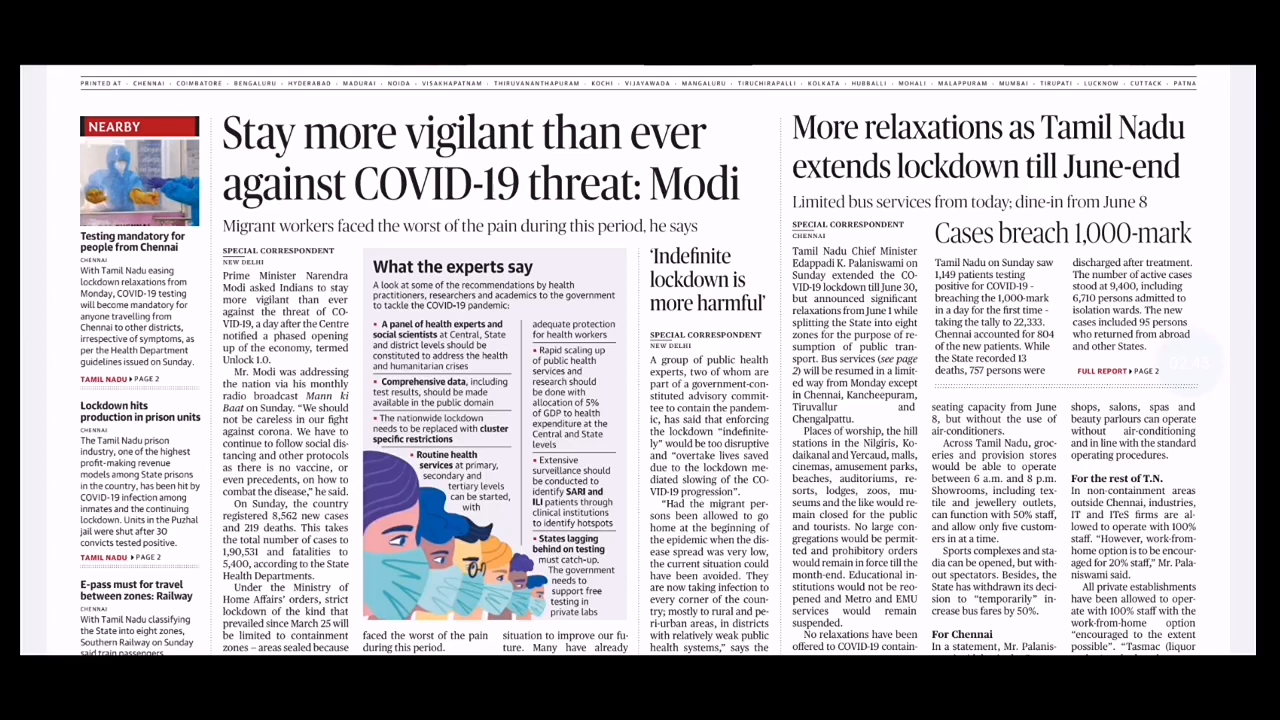 PRINTED AT · CHENNAI · COIMBATORE · BENGALURU · HYDERABAD · MADURAI · NOIDA · VISAKHAPATNAM · THIRUVANANTHAPURAM · KOCHI · VIJAYAWADA · MANGALURU · TIRUCHIRAPALLI · KOLKATA · HUBBALLI · MOHALI · MALAPPURAM · MUMBAI · TIRUPATI · LUCKNOW · CUTTACK · PATNA
NEARBY
Testing mandatory for
people from Chennai
CHENNAI
With Tamil Nadu easing
lockdown relaxations from
Monday, COVID-19 testing
will become mandatory for
anyone travelling from
Chennai to other districts,
irrespective of symptoms, as
per the Health Department
guidelines issued on Sunday.
TAMIL NADU ▸ PAGE 2
Lockdown hits
production in prison units
CHENNAI
The Tamil Nadu prison
industry, one of the highest
profit-making revenue
models among State prisons
in the country, has been hit by
COVID-19 infection among
inmates and the continuing
lockdown. Units in the Puzhal
jail were shut after 30
convicts tested positive.
TAMIL NADU ▸ PAGE 2
E-pass must for travel
between zones: Railway
CHENNAI
With Tamil Nadu classifying
the State into eight zones,
Southern Railway on Sunday
said train passengers
Stay more vigilant than ever
against COVID-19 threat: Modi
Migrant workers faced the worst of the pain during this period, he says
SPECIAL CORRESPONDENT
NEW DELHI
Prime Minister Narendra
Modi asked Indians to stay
more vigilant than ever
against the threat of CO-
VID-19, a day after the Centre
notified a phased opening
up of the economy, termed
Unlock 1.0.
Mr. Modi was addressing
the nation via his monthly
radio broadcast Mann ki
Baat on Sunday. “We should
not be careless in our fight
against corona. We have to
continue to follow social dis-
tancing and other protocols
as there is no vaccine, or
even precedents, on how to
combat the disease,” he said.
On Sunday, the country
registered 8,562 new cases
and 219 deaths. This takes
the total number of cases to
1,90,531 and fatalities to
5,400, according to the State
Health Departments.
Under the Ministry of
Home Affairs’ orders, strict
lockdown of the kind that
prevailed since March 25 will
be limited to containment
zones – areas sealed because
What the experts say
A look at some of the recommendations by health
practitioners, researchers and academics to the government
to tackle the COVID-19 pandemic:
▪ A panel of health experts and
social scientists at Central, State
and district levels should be
constituted to address the health
and humanitarian crises
▪ Comprehensive data, including
test results, should be made
available in the public domain
▪ The nationwide lockdown
needs to be replaced with cluster
specific restrictions
▪ Routine health
services at primary,
secondary and
tertiary levels
can be started,
with
adequate protection
for health workers
▪ Rapid scaling up
of public health
services and
research should
be done with
allocation of 5%
of GDP to health
expenditure at the
Central and State
levels
▪ Extensive
surveillance should
be conducted to
identify SARI and
ILI patients through
clinical institutions
to identify hotspots
▪ States lagging
behind on testing
must catch-up.
The government
needs to
support free
testing in
private labs
faced the worst of the pain
during this period.
situation to improve our fu-
ture. Many have already
‘Indefinite
lockdown is
more harmful’
SPECIAL CORRESPONDENT
NEW DELHI
A group of public health
experts, two of whom are
part of a government-con-
stituted advisory commit-
tee to contain the pandem-
ic, has said that enforcing
the lockdown “indefinite-
ly” would be too disruptive
and “overtake lives saved
due to the lockdown me-
diated slowing of the CO-
VID-19 progression”.
“Had the migrant per
sons been allowed to go
home at the beginning of
the epidemic when the dis-
ease spread was very low,
the current situation could
have been avoided. They
are now taking infection to
every corner of the coun-
try; mostly to rural and pe-
ri-urban areas, in districts
with relatively weak public
health systems,” says the
More relaxations as Tamil Nadu
extends lockdown till June-end
Limited bus services from today; dine-in from June 8
SPECIAL CORRESPONDENT
CHENNAI
Tamil Nadu Chief Minister
Edappadi K. Palaniswami on
Sunday extended the CO-
VID-19 lockdown till June 30,
but announced significant
relaxations from June 1 while
splitting the State into eight
zones for the purpose of re-
sumption of public tran-
sport. Bus services (see page
2) will be resumed in a limit-
ed way from Monday except
in Chennai, Kancheepuram,
Tiruvallur and
Chengalpattu.
Places of worship, the hill
stations in the Nilgiris, Ko-
daikanal and Yercaud, malls,
cinemas, amusement parks,
beaches, auditoriums, re-
sorts, lodges, zoos, mu-
seums and the like would re-
main closed for the public
and tourists. No large con-
gregations would be permit-
ted and prohibitory orders
would remain in force till the
month-end. Educational in-
stitutions would not be reo-
pened and Metro and EMU
services would remain
suspended.
No relaxations have been
offered to COVID-19 contain-
Cases breach 1,000-mark
Tamil Nadu on Sunday saw
1,149 patients testing
positive for COVID-19 -
breaching the 1,000-mark
in a day for the first time -
taking the tally to 22,333.
Chennai accounted for 804
of the new patients. While
the State recorded 13
deaths, 757 persons were
discharged after treatment.
The number of active cases
stood at 9,400, including
6,710 persons admitted to
isolation wards. The new
cases included 95 persons
who returned from abroad
and other States.
FULL REPORT ▸ PAGE 2
02:45
seating capacity from June
8, but without the use of
air-conditioners.
Across Tamil Nadu, groc-
eries and provision stores
would be able to operate
between 6 a.m. and 8 p.m.
Showrooms, including tex-
tile and jewellery outlets,
can function with 50% staff,
and allow only five custom-
ers in at a time.
Sports complexes and sta-
dia can be opened, but with-
out spectators. Besides, the
State has withdrawn its deci-
sion to “temporarily” in-
crease bus fares by 50%.
For Chennai
In a statement, Mr. Palanis-
shops, salons, spas and
beauty parlours can operate
without air-conditioning
and in line with the standard
operating procedures.
For the rest of T.N.
In non-containment areas
outside Chennai, industries,
IT and ITeS firms are al-
lowed to operate with 100%
staff. “However, work-from-
home option is to be encour-
aged for 20% staff,” Mr. Pala-
niswami said.
All private establishments
have been allowed to oper-
ate with 100% staff with the
work-from-home option
“encouraged to the extent
possible”. “Tasmac (liquor